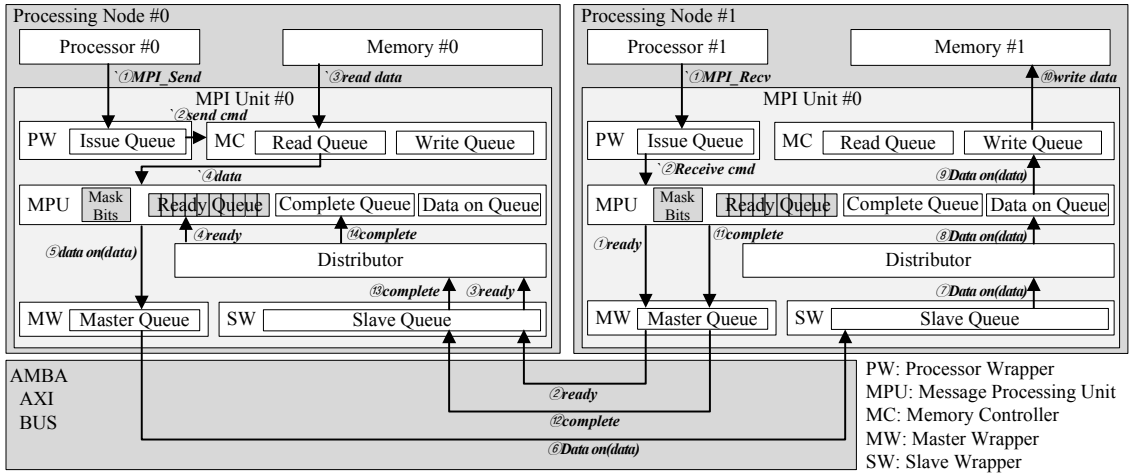 Processing Node #0
Processor #0
Memory #0
`①MPI_Send
`③read data
MPI Unit #0
`②send cmd
PW
Issue Queue
MC
Read Queue
Write Queue
`④data
MPU
Mask
Bits
Ready Queue
Complete Queue
Data on Queue
④ready
⑭complete
⑤data on(data)
Distributor
⑬complete
③ready
MW
Master Queue
SW
Slave Queue
Processing Node #1
Processor #1
Memory #1
`①MPI_Recv
⑩write data
MPI Unit #0
PW
Issue Queue
MC
Read Queue
Write Queue
`②Receive cmd
⑨Data on(data)
MPU
Mask
Bits
Ready Queue
Complete Queue
Data on Queue
①ready
⑪complete
⑧Data on(data)
Distributor
⑦Data on(data)
MW
Master Queue
SW
Slave Queue
AMBA
AXI
BUS
②ready
⑫complete
⑥Data on(data)
PW: Processor Wrapper
MPU: Message Processing Unit
MC: Memory Controller
MW: Master Wrapper
SW: Slave Wrapper